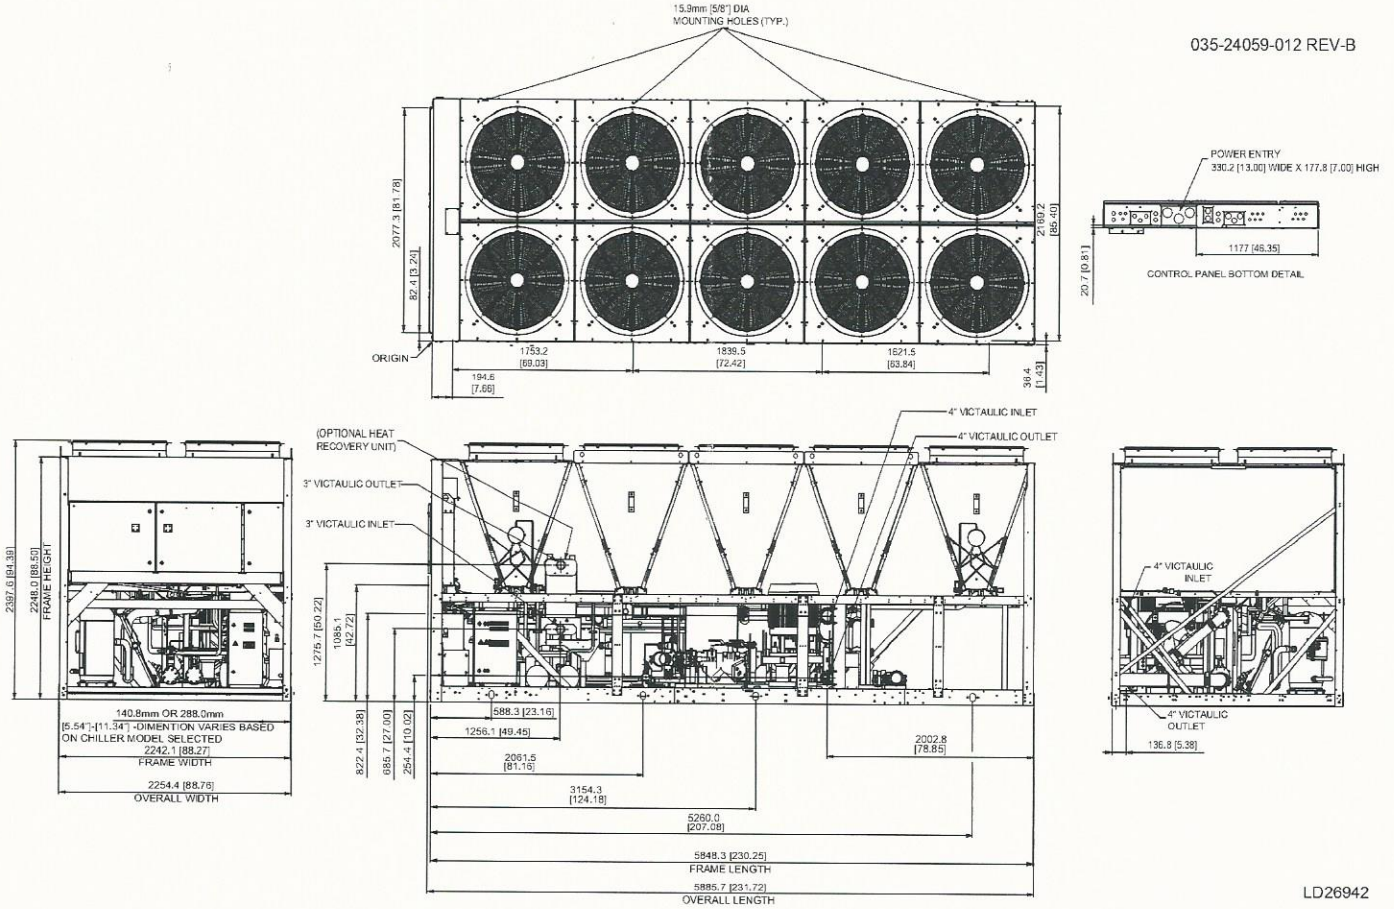 15.9mm [5/8"] DIA
MOUNTING HOLES (TYP.)
035-24059-012 REV-B
2077.3 [81.78]
82.4 [3.24]
2169.2
[85.40]
ORIGIN
1753.2
[69.03]
1839.5
[72.42]
1621.5
[63.84]
194.6
[7.66]
36.4
[1.43]
POWER ENTRY
330.2 [13.00] WIDE X 177.8 [7.00] HIGH
20.7 [0.81]
1177 [46.35]
CONTROL PANEL BOTTOM DETAIL
2397.6 [94.39]
2248.0 [88.50]
FRAME HEIGHT
140.8mm OR 288.0mm
[5.54"]-[11.34"] -DIMENTION VARIES BASED
ON CHILLER MODEL SELECTED
2242.1 [88.27]
FRAME WIDTH
2254.4 [88.76]
OVERALL WIDTH
(OPTIONAL HEAT
RECOVERY UNIT)
3" VICTAULIC OUTLET
3" VICTAULIC INLET
4" VICTAULIC INLET
4" VICTAULIC OUTLET
1275.7 [50.22]
1085.1
[42.72]
822.4 [32.38]
685.7 [27.00]
254.4 [10.02]
588.3 [23.16]
1256.1 [49.45]
2061.5
[81.16]
2002.8
[78.85]
3154.3
[124.18]
5260.0
[207.08]
5848.3 [230.25]
FRAME LENGTH
5885.7 [231.72]
OVERALL LENGTH
4" VICTAULIC
INLET
4" VICTAULIC
OUTLET
136.8 [5.38]
LD26942